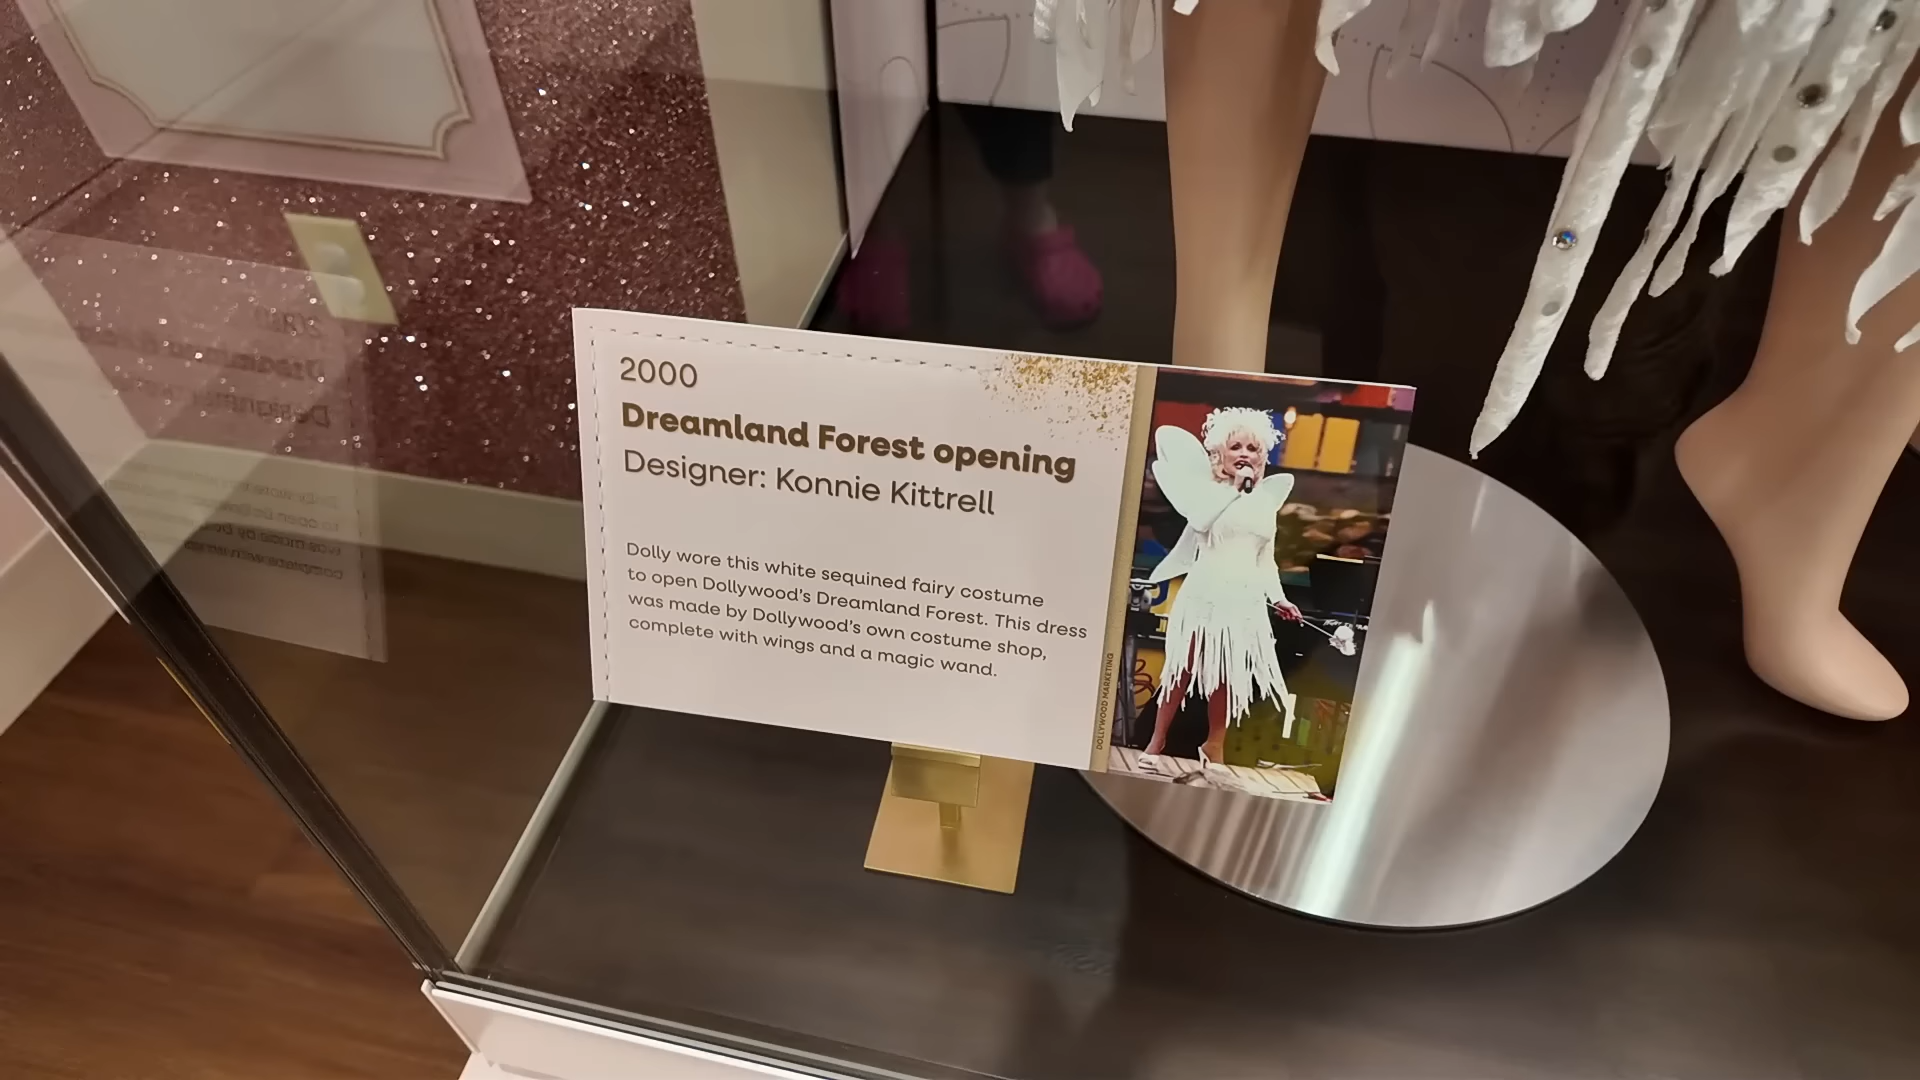 2000
Dreamland Forest opening
Designer: Konnie Kittrell
Dolly wore this white sequined fairy costume
to open Dollywood's Dreamland Forest. This dress
was made by Dollywood's own costume shop,
complete with wings and a magic wand.
DOLLYWOOD MARKETING